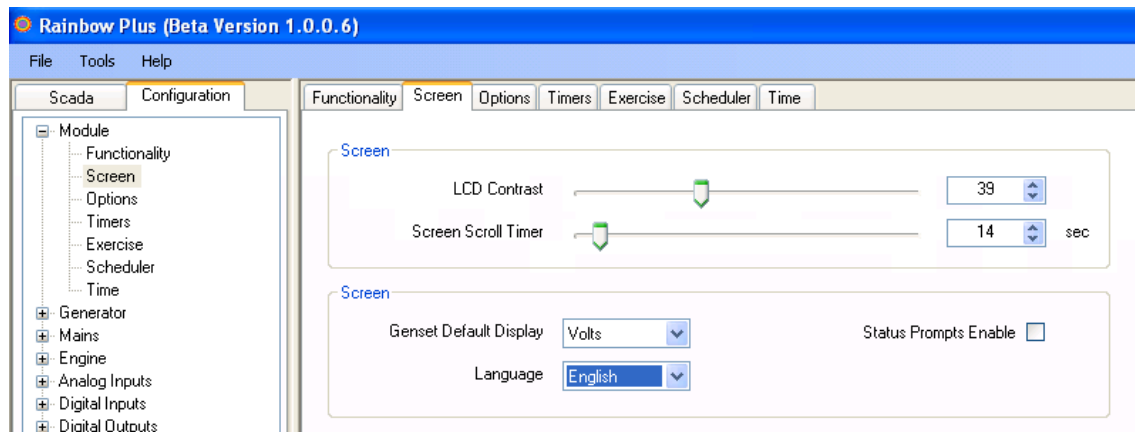 Rainbow Plus (Beta Version 1.0.0.6)
File Tools Help
Scada Configuration
Module
Functionality
Screen
Options
Timers
Exercise
Scheduler
Time
Generator
Mains
Engine
Analog Inputs
Digital Inputs
Digital Outputs
Functionality Screen Options Timers Exercise Scheduler Time
Screen
LCD Contrast 39
Screen Scroll Timer 14 sec
Screen
Genset Default Display Volts Status Prompts Enable
Language English